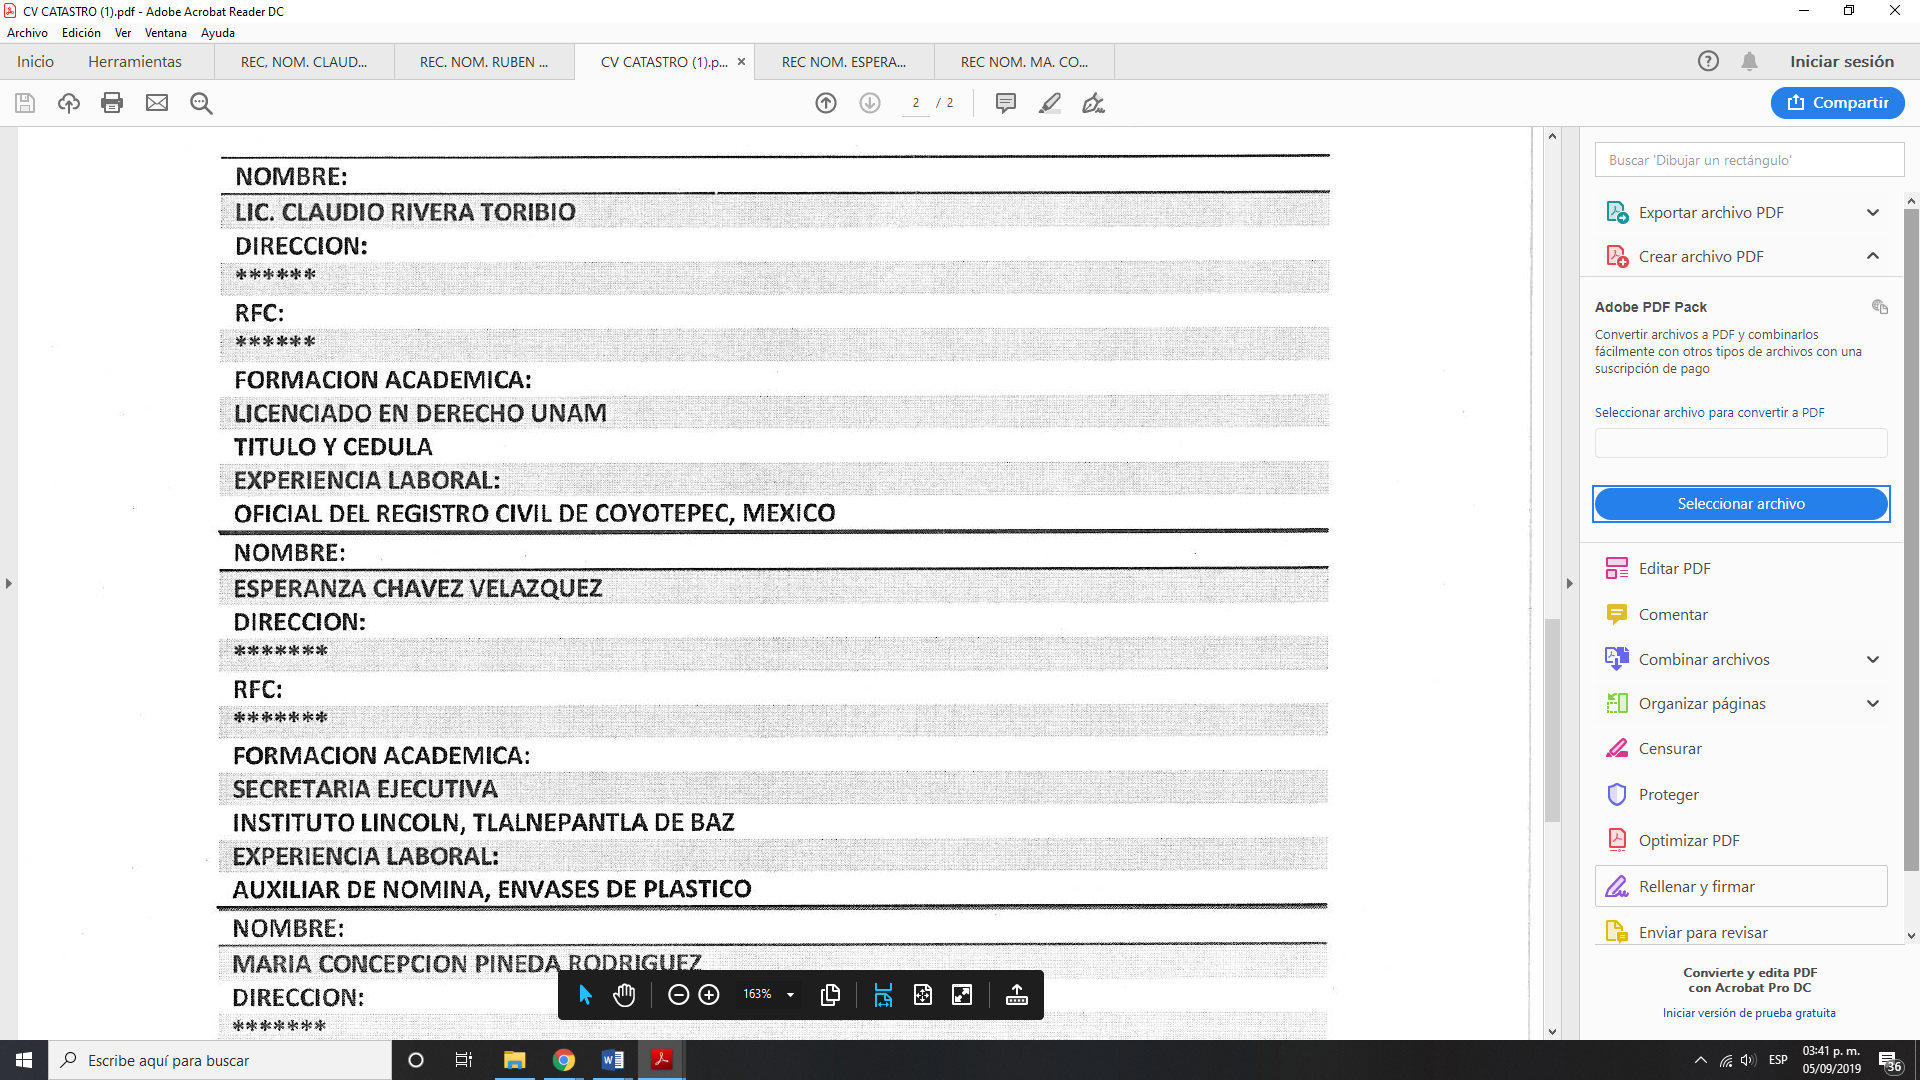 CV CATASTRO (1).pdf - Adobe Acrobat Reader DC
Archivo Edición Ver Ventana Ayuda
Inicio Herramientas REC, NOM. CLAUD... REC. NOM. RUBEN ... CV CATASTRO (1).p... × REC NOM. ESPERA... REC NOM. MA. CO... Iniciar sesión
2 / 2 Compartir
NOMBRE:
LIC. CLAUDIO RIVERA TORIBIO
DIRECCION:
******
RFC:
******
FORMACION ACADEMICA:
LICENCIADO EN DERECHO UNAM
TITULO Y CEDULA
EXPERIENCIA LABORAL:
OFICIAL DEL REGISTRO CIVIL DE COYOTEPEC, MEXICO
NOMBRE:
ESPERANZA CHAVEZ VELAZQUEZ
DIRECCION:
*******
RFC:
*******
FORMACION ACADEMICA:
SECRETARIA EJECUTIVA
INSTITUTO LINCOLN, TLALNEPANTLA DE BAZ
EXPERIENCIA LABORAL:
AUXILIAR DE NOMINA, ENVASES DE PLASTICO
NOMBRE:
MARIA CONCEPCION PINEDA RODRIGUEZ
DIRECCION:
*******
163%
Buscar 'Dibujar un rectángulo'
Exportar archivo PDF
Crear archivo PDF
Adobe PDF Pack
Convertir archivos a PDF y combinarlos
fácilmente con otros tipos de archivos con una
suscripción de pago
Seleccionar archivo para convertir a PDF
Seleccionar archivo
Editar PDF
Comentar
Combinar archivos
Organizar páginas
Censurar
Proteger
Optimizar PDF
Rellenar y firmar
Enviar para revisar
Convierte y edita PDF
con Acrobat Pro DC
Iniciar versión de prueba gratuita
Escribe aquí para buscar
ESP
03:41 p. m.
05/09/2019
36